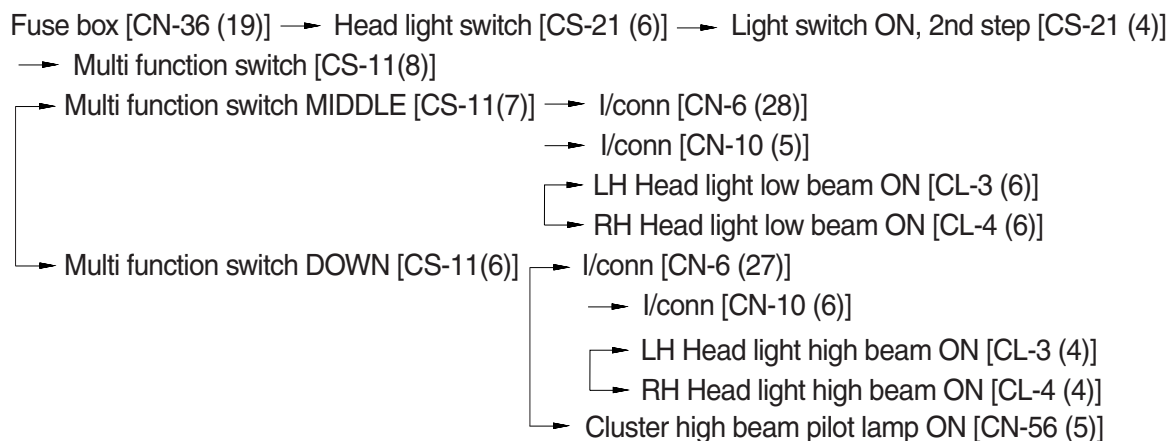 Fuse box [CN-36 (19)] → Head light switch [CS-21 (6)] → Light switch ON, 2nd step [CS-21 (4)]
→ Multi function switch [CS-11(8)]
→ Multi function switch MIDDLE [CS-11(7)] → I/conn [CN-6 (28)]
→ I/conn [CN-10 (5)]
→ LH Head light low beam ON [CL-3 (6)]
→ RH Head light low beam ON [CL-4 (6)]
→ Multi function switch DOWN [CS-11(6)] → I/conn [CN-6 (27)]
→ I/conn [CN-10 (6)]
→ LH Head light high beam ON [CL-3 (4)]
→ RH Head light high beam ON [CL-4 (4)]
→ Cluster high beam pilot lamp ON [CN-56 (5)]